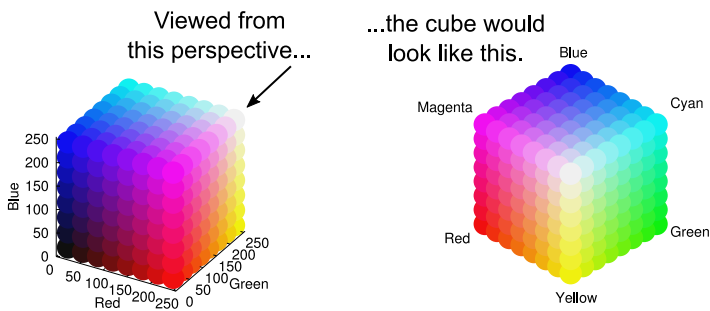 Viewed from
this perspective...
...the cube would
look like this.
Blue
Magenta
Cyan
Red
Green
Yellow
250
200
150
100
50
0
Blue
0
50
100
150
200
250
Red
0
50
100
150
200
250
Green